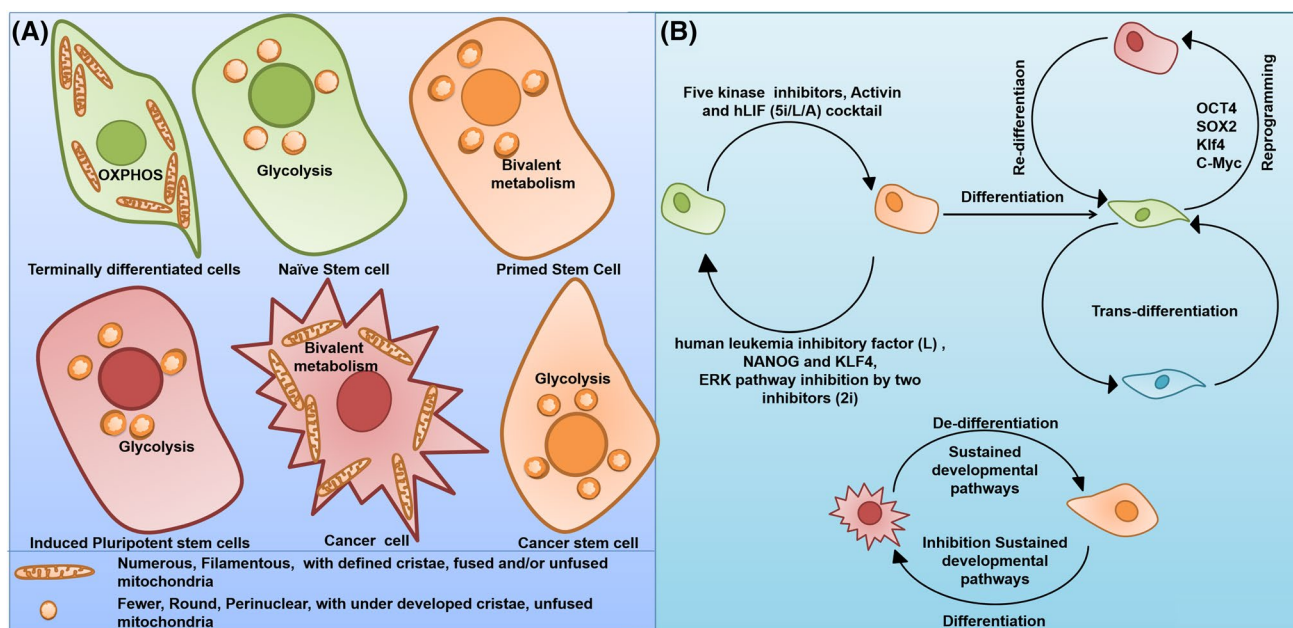 (A)
OXPHOS
Glycolysis
Bivalent
metabolism
Terminally differentiated cells
Naïve Stem cell
Primed Stem Cell
Glycolysis
Bivalent
metabolism
Glycolysis
Induced Pluripotent stem cells
Cancer cell
Cancer stem cell
Numerous, Filamentous, with defined cristae, fused and/or unfused
mitochondria
Fewer, Round, Perinuclear, with under developed cristae, unfused
mitochondria
(B)
Five kinase inhibitors, Activin
and hLIF (5i/L/A) cocktail
human leukemia inhibitory factor (L) ,
NANOG and KLF4,
ERK pathway inhibition by two
inhibitors (2i)
Differentiation
Re-differentiaon
OCT4
SOX2
Klf4
C-Myc
Reprogramming
Trans-differentiation
De-differentiation
Sustained
developmental
pathways
Inhibition Sustained
developmental
pathways
Differentiation